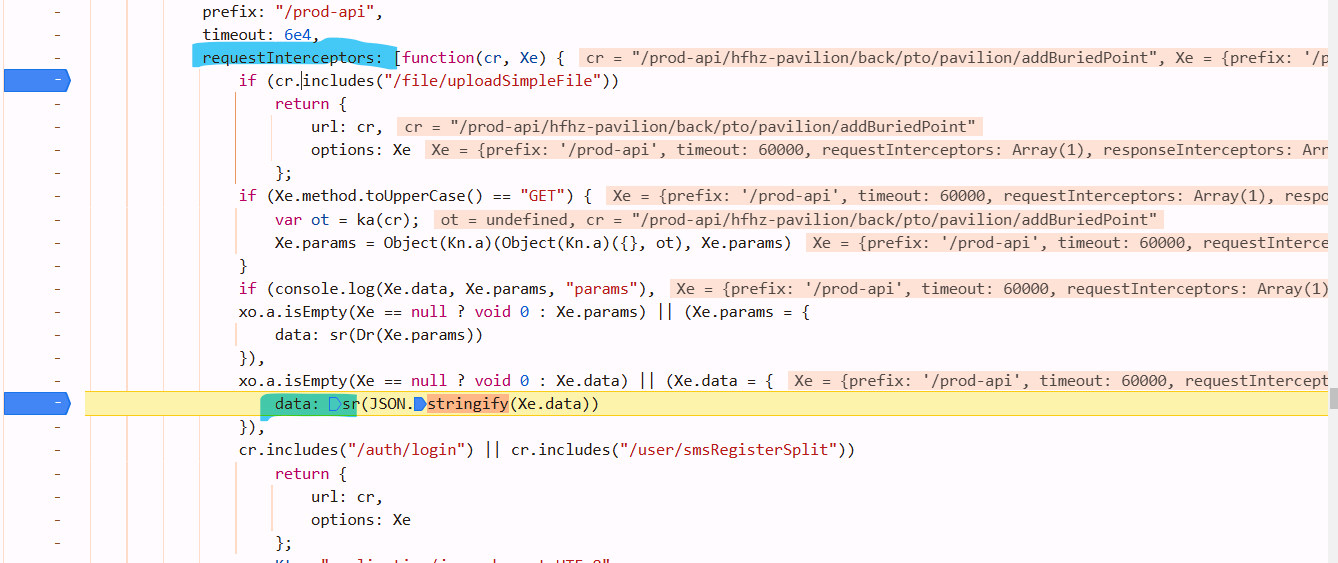 prefix: "/prod-api",
timeout: 6e4,
requestInterceptors: [function(cr, Xe) { cr = "/prod-api/hfhz-pavilion/back/pto/pavilion/addBuriedPoint", Xe = {prefix: '/p
if (cr.includes("/file/uploadSimpleFile"))
return {
url: cr, cr = "/prod-api/hfhz-pavilion/back/pto/pavilion/addBuriedPoint"
options: Xe Xe = {prefix: '/prod-api', timeout: 60000, requestInterceptors: Array(1), responseInterceptors: Arr
};
if (Xe.method.toUpperCase() == "GET") { Xe = {prefix: '/prod-api', timeout: 60000, requestInterceptors: Array(1), respo
var ot = ka(cr); ot = undefined, cr = "/prod-api/hfhz-pavilion/back/pto/pavilion/addBuriedPoint"
Xe.params = Object(Kn.a)(Object(Kn.a)({}, ot), Xe.params) Xe = {prefix: '/prod-api', timeout: 60000, requestInterce
}
if (console.log(Xe.data, Xe.params, "params"), Xe = {prefix: '/prod-api', timeout: 60000, requestInterceptors: Array(1)
xo.a.isEmpty(Xe == null ? void 0 : Xe.params) || (Xe.params = {
data: sr(Dr(Xe.params))
}),
xo.a.isEmpty(Xe == null ? void 0 : Xe.data) || (Xe.data = { Xe = {prefix: '/prod-api', timeout: 60000, requestIntercept
data: sr(JSON.stringify(Xe.data))
}),
cr.includes("/auth/login") || cr.includes("/user/smsRegisterSplit"))
return {
url: cr,
options: Xe
};